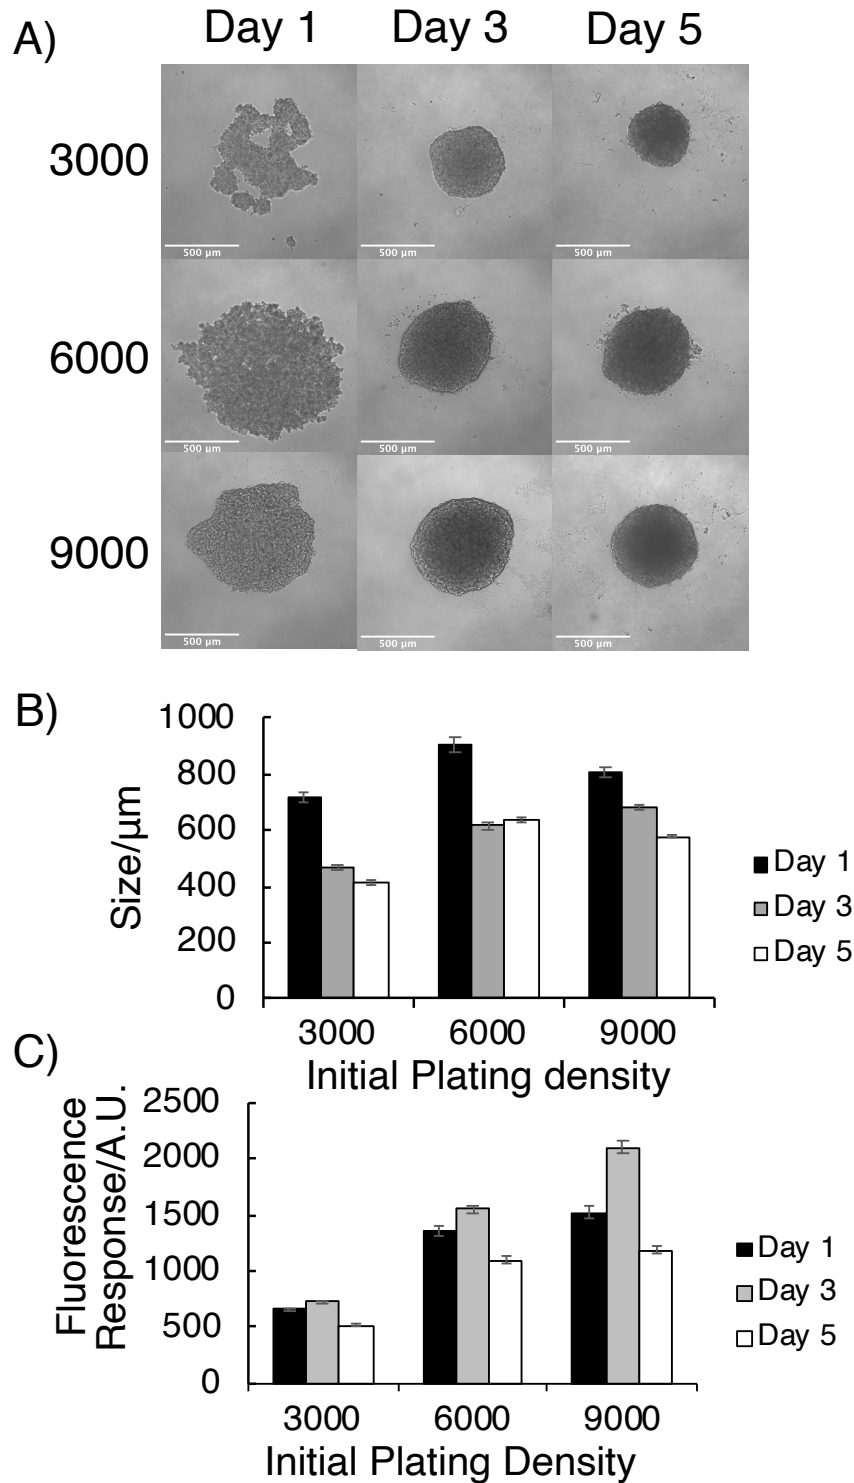 A)
Day 1 Day 3 Day 5
3000
500 µm 500 µm 500 µm
6000
500 µm 500 µm 500 µm
9000
500 µm 500 µm 500 µm
B)
Size/µm
1000
800
600
400
200
0
3000 6000 9000
Initial Plating density
Day 1
Day 3
Day 5
C)
Fluorescence
Response/A.U.
2500
2000
1500
1000
500
0
3000 6000 9000
Initial Plating Density
Day 1
Day 3
Day 5